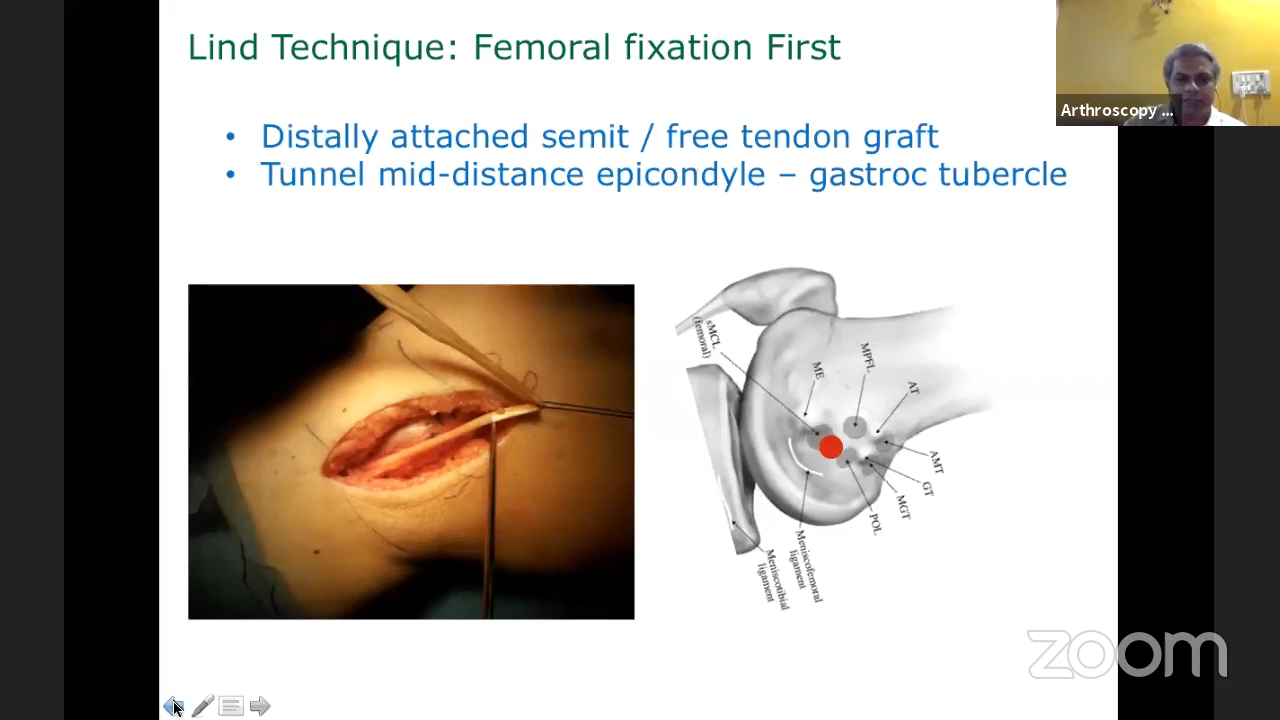 Lind Technique: Femoral fixation First
Arthroscopy ...
• Distally attached semit / free tendon graft
• Tunnel mid-distance epicondyle – gastroc tubercle
sMCL
(femoral)
ME
MPFL
AT
AMT
GT
MGT
POL
Meniscofemoral
ligament
Meniscotibial
ligament
zoom